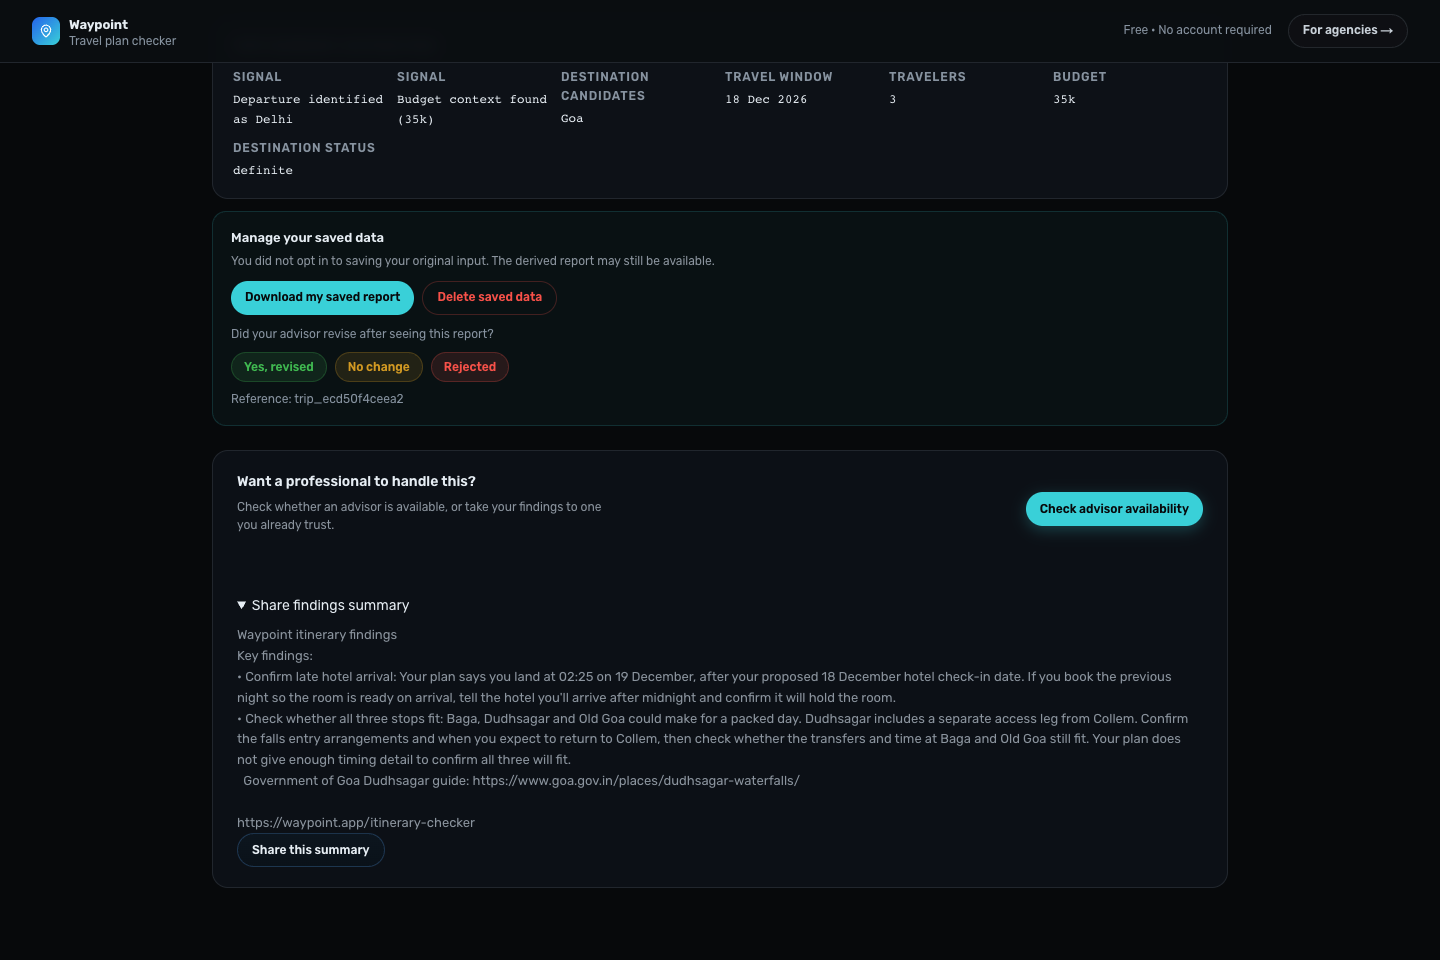 Waypoint
Travel plan checker
Free • No account required
For agencies →
SIGNAL
Departure identified
as Delhi
SIGNAL
Budget context found
(35k)
DESTINATION
CANDIDATES
Goa
TRAVEL WINDOW
18 Dec 2026
TRAVELERS
3
BUDGET
35k
DESTINATION STATUS
definite
Manage your saved data
You did not opt in to saving your original input. The derived report may still be available.
Download my saved report
Delete saved data
Did your advisor revise after seeing this report?
Yes, revised
No change
Rejected
Reference: trip_ecd50f4ceea2
Want a professional to handle this?
Check whether an advisor is available, or take your findings to one
you already trust.
Check advisor availability
▼ Share findings summary
Waypoint itinerary findings
Key findings:
• Confirm late hotel arrival: Your plan says you land at 02:25 on 19 December, after your proposed 18 December hotel check-in date. If you book the previous
night so the room is ready on arrival, tell the hotel you'll arrive after midnight and confirm it will hold the room.
• Check whether all three stops fit: Baga, Dudhsagar and Old Goa could make for a packed day. Dudhsagar includes a separate access leg from Collem. Confirm
the falls entry arrangements and when you expect to return to Collem, then check whether the transfers and time at Baga and Old Goa still fit. Your plan does
not give enough timing detail to confirm all three will fit.
Government of Goa Dudhsagar guide: https://www.goa.gov.in/places/dudhsagar-waterfalls/
https://waypoint.app/itinerary-checker
Share this summary